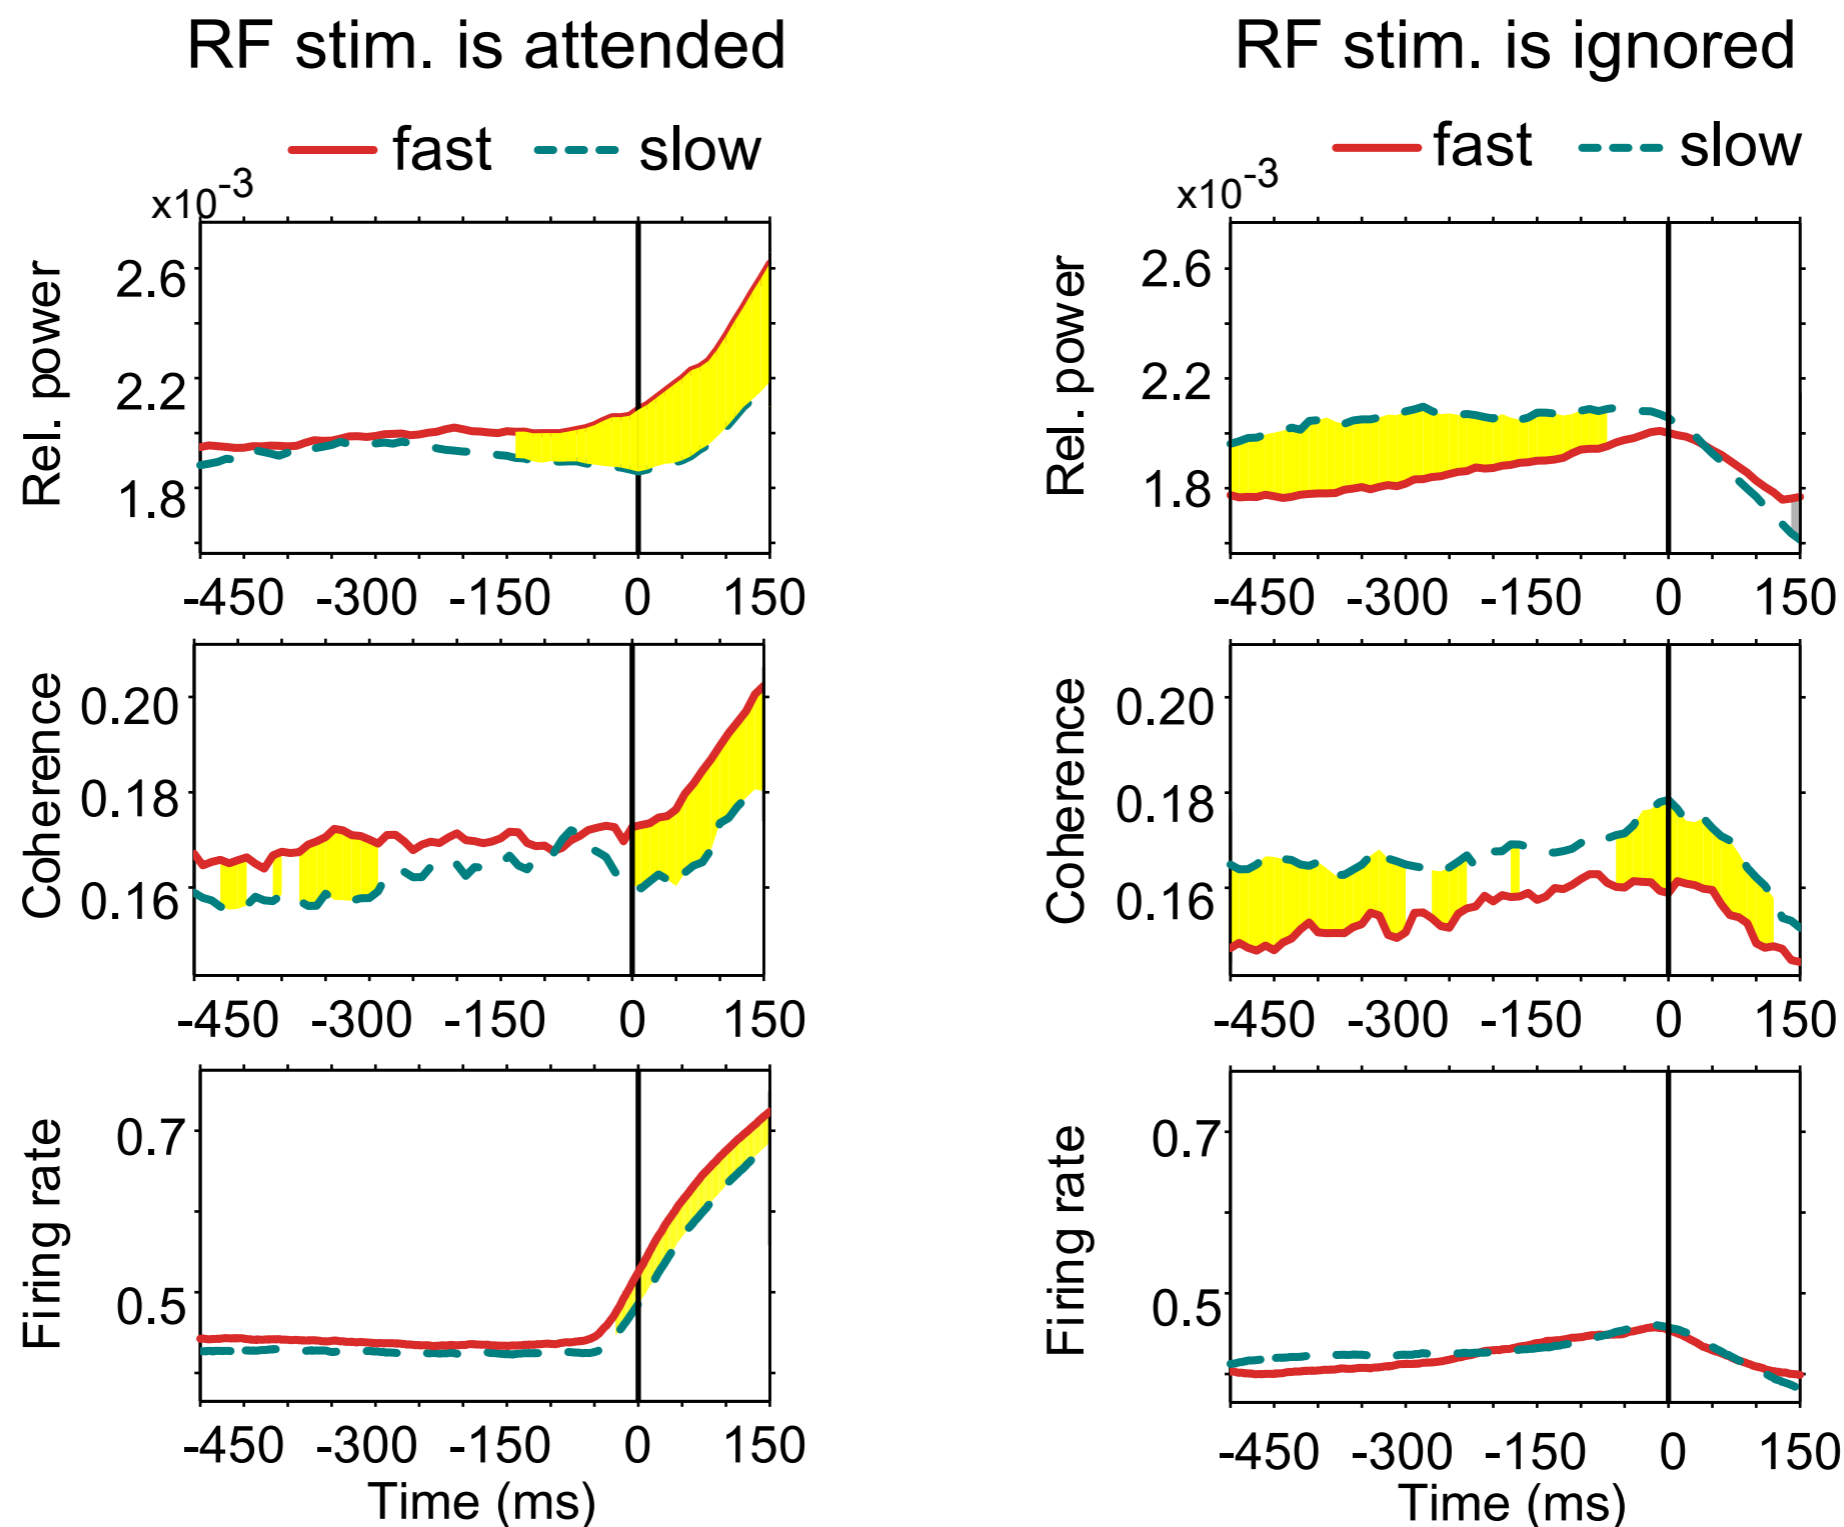 RF stim. is attended
fast slow
x10-3
Rel. power
2.6
2.2
1.8
-450 -300 -150 0 150
Coherence
0.20
0.18
0.16
-450 -300 -150 0 150
Firing rate
0.7
0.5
-450 -300 -150 0 150
Time (ms)
RF stim. is ignored
fast slow
x10-3
Rel. power
2.6
2.2
1.8
-450 -300 -150 0 150
Coherence
0.20
0.18
0.16
-450 -300 -150 0 150
Firing rate
0.7
0.5
-450 -300 -150 0 150
Time (ms)